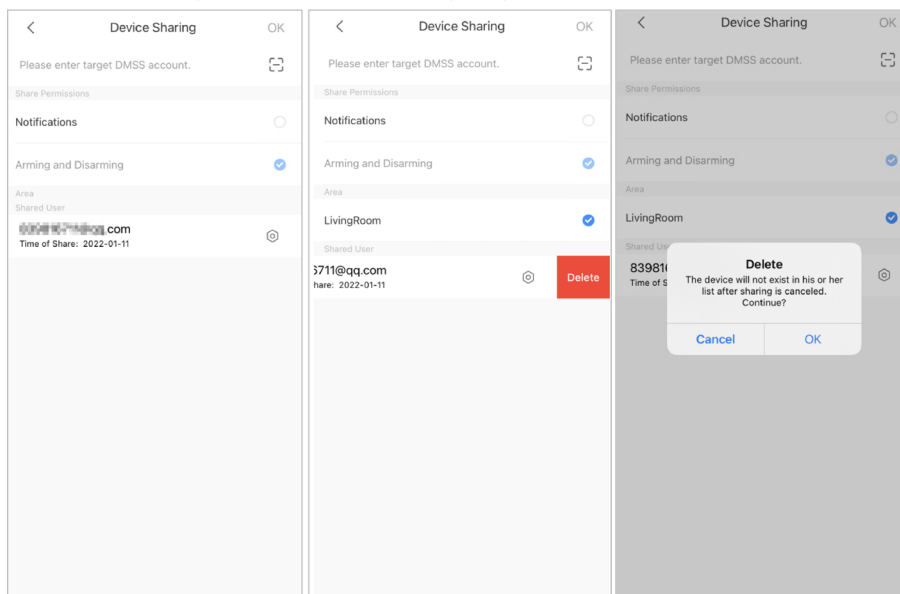 Device Sharing
OK
Please enter target DMSS account.
Share Permissions
Notifications
Arming and Disarming
Area
Shared User
.com
Time of Share: 2022-01-11
Device Sharing
OK
Please enter target DMSS account.
Share Permissions
Notifications
Arming and Disarming
Area
LivingRoom
Shared User
5711@qq.com
hare: 2022-01-11
Delete
Device Sharing
OK
Please enter target DMSS account.
Share Permissions
Notifications
Arming and Disarming
Area
LivingRoom
Shared Us
83981
Time of S
Delete
The device will not exist in his or her
list after sharing is canceled.
Continue?
Cancel
OK